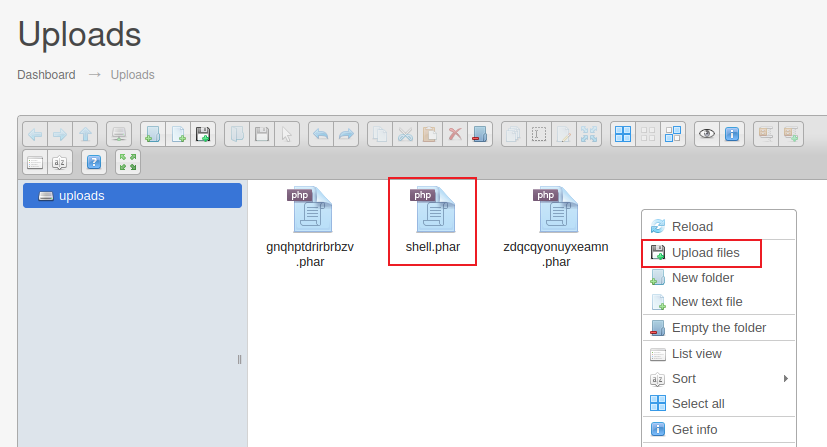 Uploads
Dashboard → Uploads
uploads
php
php
php
gnqhptdrirbrbzv
.phar
shell.phar
zdqcqyonuyxeamn
.phar
Reload
Upload files
New folder
New text file
Empty the folder
List view
Sort
Select all
Get info